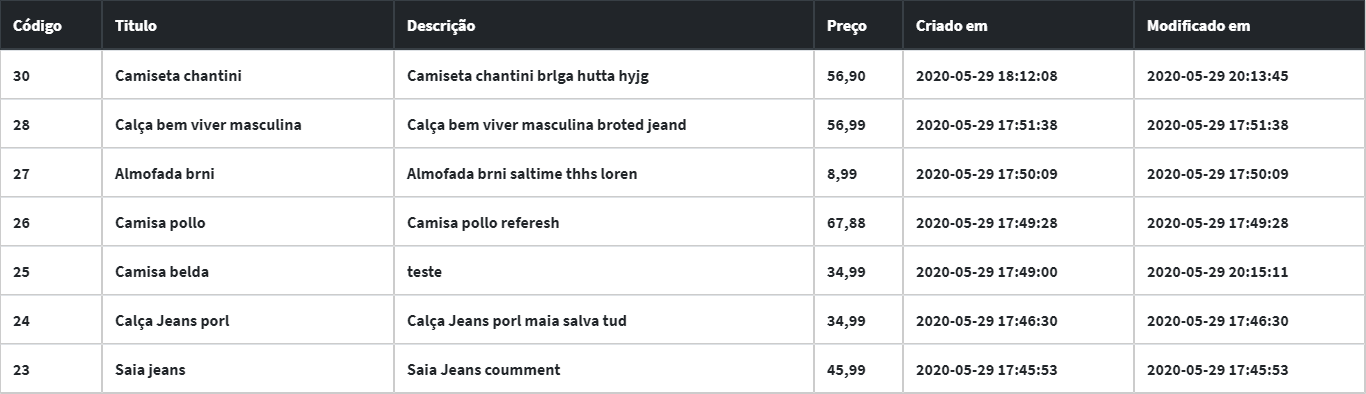 Código Titulo Descrição Preço Criado em Modificado em
30 Camiseta chantini Camiseta chantini brlga hutta hyjg 56,90 2020-05-29 18:12:08 2020-05-29 20:13:45
28 Calça bem viver masculina Calça bem viver masculina broted jeand 56,99 2020-05-29 17:51:38 2020-05-29 17:51:38
27 Almofada brni Almofada brni saltime thhs loren 8,99 2020-05-29 17:50:09 2020-05-29 17:50:09
26 Camisa pollo Camisa pollo referesh 67,88 2020-05-29 17:49:28 2020-05-29 17:49:28
25 Camisa belda teste 34,99 2020-05-29 17:49:00 2020-05-29 20:15:11
24 Calça Jeans porl Calça Jeans porl maia salva tud 34,99 2020-05-29 17:46:30 2020-05-29 17:46:30
23 Saia jeans Saia Jeans coumment 45,99 2020-05-29 17:45:53 2020-05-29 17:45:53